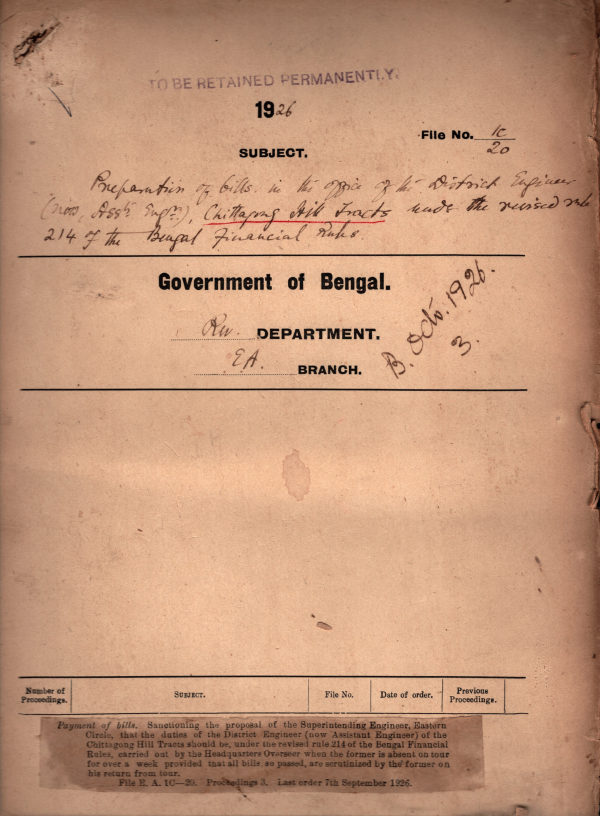 TO BE RETAINED PERMANENTLY.
1926
File No. 1C/20
SUBJECT.
Preparation of bills in the office of the District Engineer
(now, Asstt Engr.), Chittagong Hill Tracts under the revised rule
214 of the Bengal Financial Rules.
Government of Bengal.
Rev. DEPARTMENT.
EA. BRANCH.
B. Octo. 1926.
3.
Number of Proceedings.
SUBJECT.
File No.
Date of order.
Previous Proceedings.
Payment of bills. Sanctioning the proposal of the Superintending Engineer, Eastern
Circle, that the duties of the District Engineer (now Assistant Engineer) of the
Chittagong Hill Tracts should be, under the revised rule 214 of the Bengal Financial
Rules, carried out by the Headquarters Overseer when the former is absent on tour
for over a week provided that all bills, so passed, are scrutinized by the former on
his return from tour.
File E. A. 1C—20. Proceedings 3. Last order 7th September 1926.